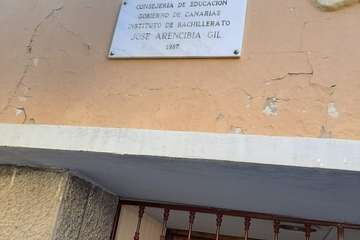 CONSEJERIA DE EDUCACION
GOBIERNO DE CANARIAS
INSTITUTO DE BACHILLERATO
JOSE ARENCIBIA GIL
1987